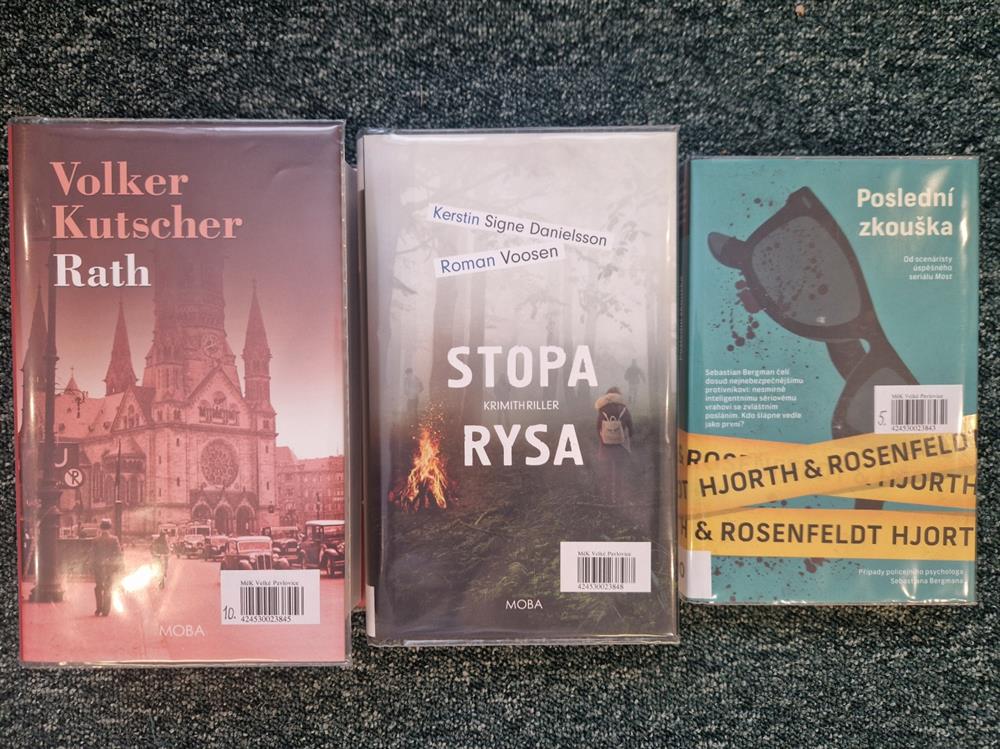 Volker
Kutscher
Rath
MěK Velké Pavlovice
10.
424530023845
MOBA
Kerstin Signe Danielsson
Roman Voosen
STOPA
KRIMITHRILLER
RYSA
MěK Velké Pavlovice
424530023848
MOBA
Poslední
zkouška
Od scenáristy
úspěšného
seriálu Most
Sebastian Bergman čelí
dosud nejnebezpečnějšímu
protivníkovi: nesmírně
inteligentnímu sériovému
vrahovi se zvláštním
posláním. Kdo šlápne vedle
jako první?
MěK Velké Pavlovice
5.
424530023843
HJORTH & ROSENFELDT
HJORTH
& ROSENFELDT HJORT
Případy policejního psychologa
Sebastiana Bergmana